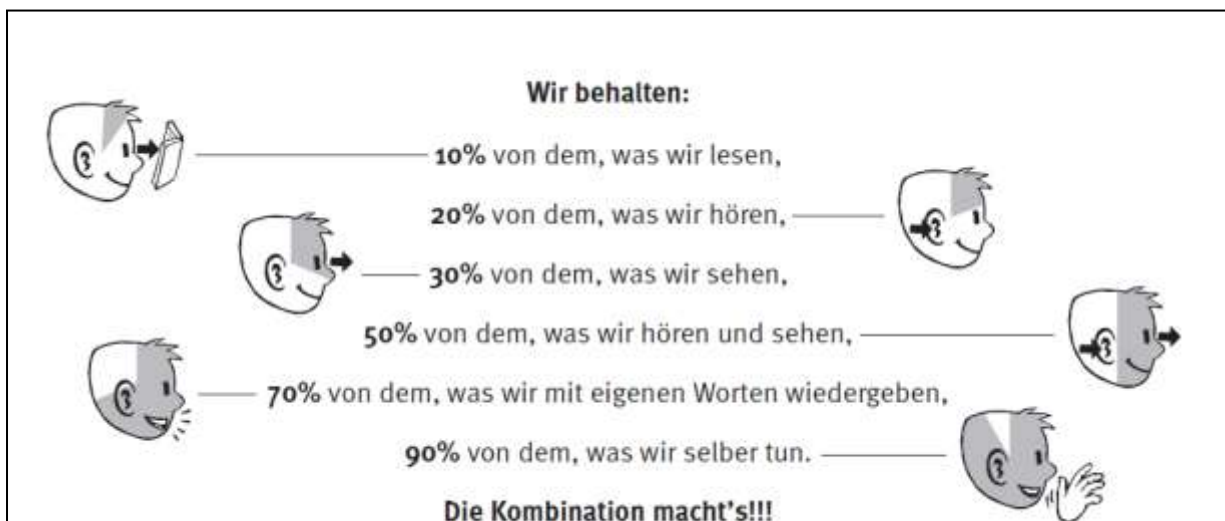 Wir behalten:
10% von dem, was wir lesen,
20% von dem, was wir hören,
30% von dem, was wir sehen,
50% von dem, was wir hören und sehen,
70% von dem, was wir mit eigenen Worten wiedergeben,
90% von dem, was wir selber tun.
Die Kombination macht's!!!